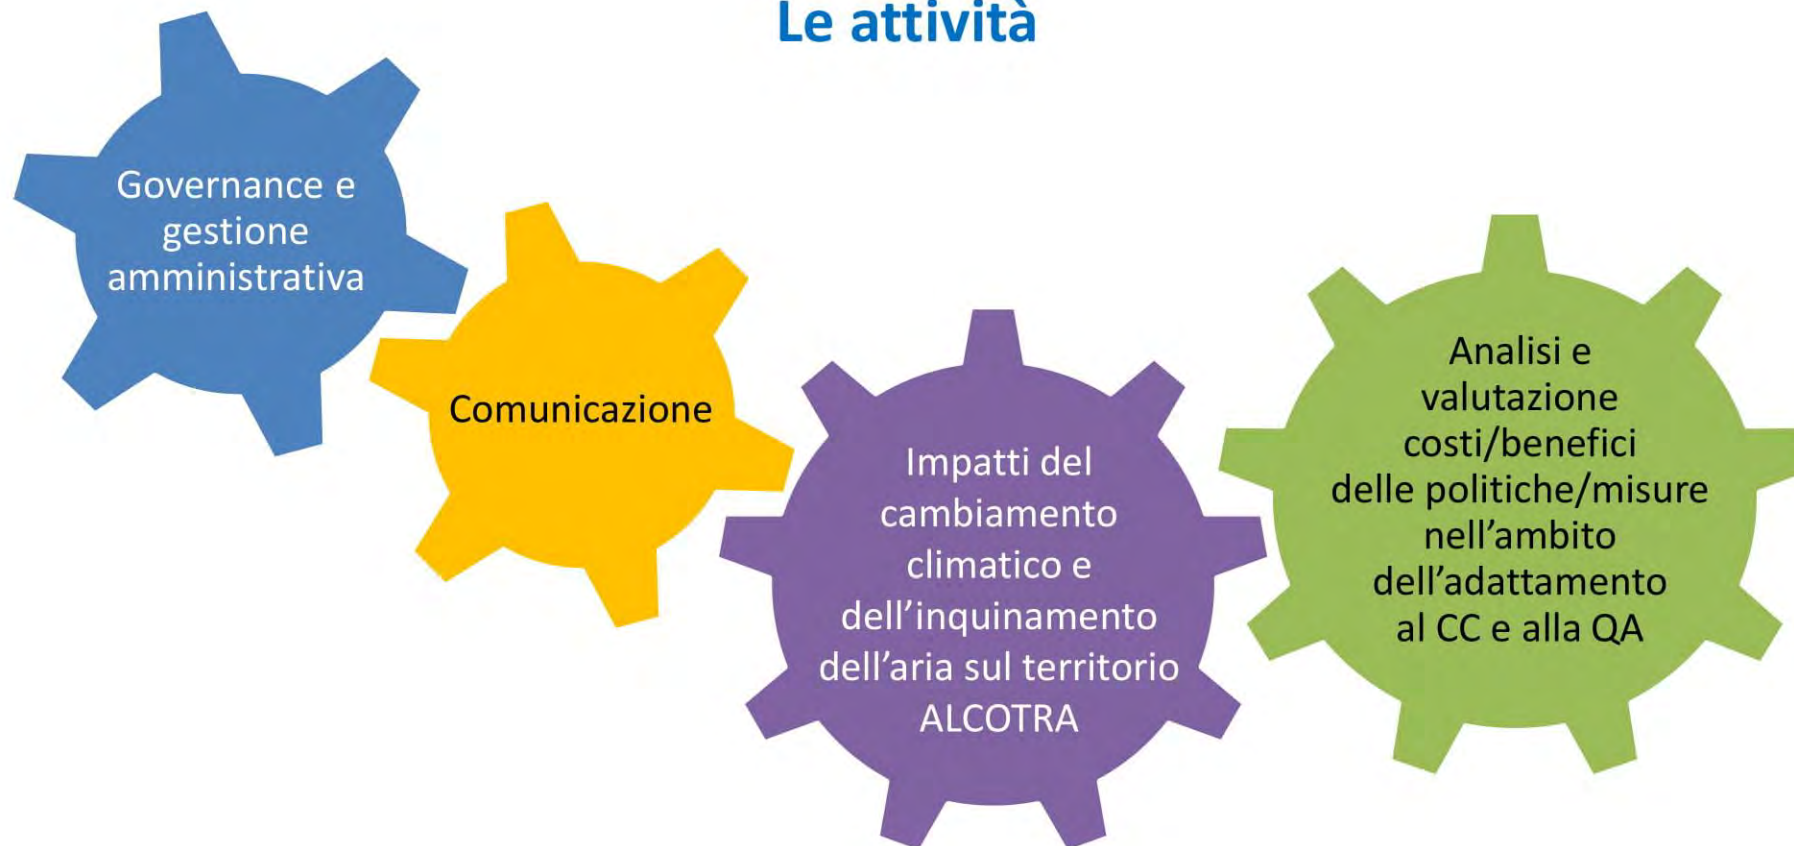 Le attività
Governance e
gestione
amministrativa
Comunicazione
Impatti del
cambiamento
climatico e
dell’inquinamento
dell’aria sul territorio
ALCOTRA
Analisi e
valutazione
costi/benefici
delle politiche/misure
nell’ambito
dell’adattamento
al CC e alla QA